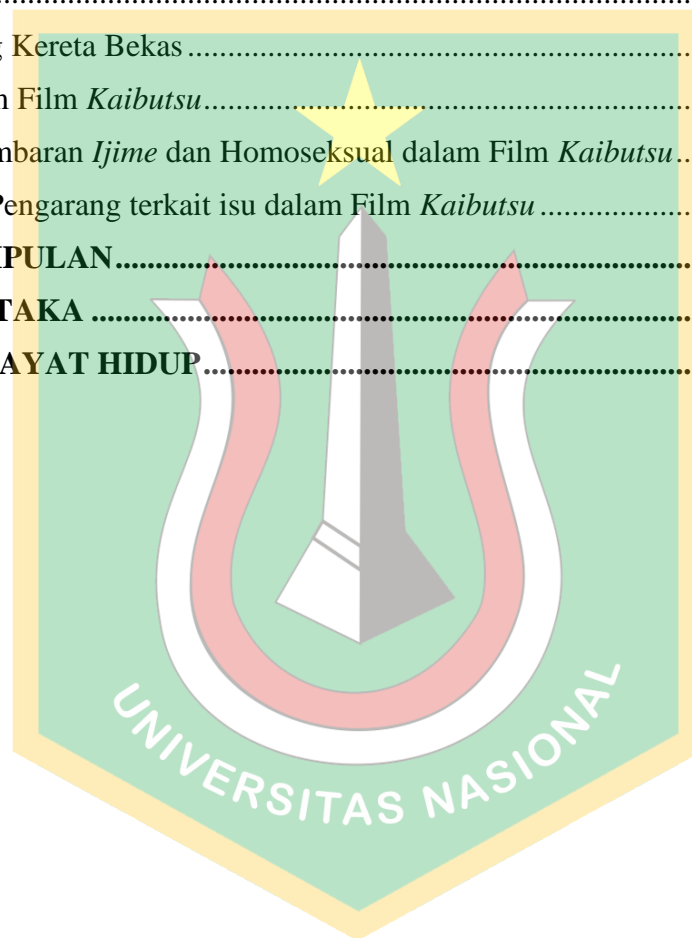 g Kereta Bekas
n Film Kaibutsu
mbaran Ijime dan Homoseksual dalam Film Kaibutsu
Pengarang terkait isu dalam Film Kaibutsu
IPULAN
TAKA
AYAT HIDUP
UNIVERSITAS NASIONAL